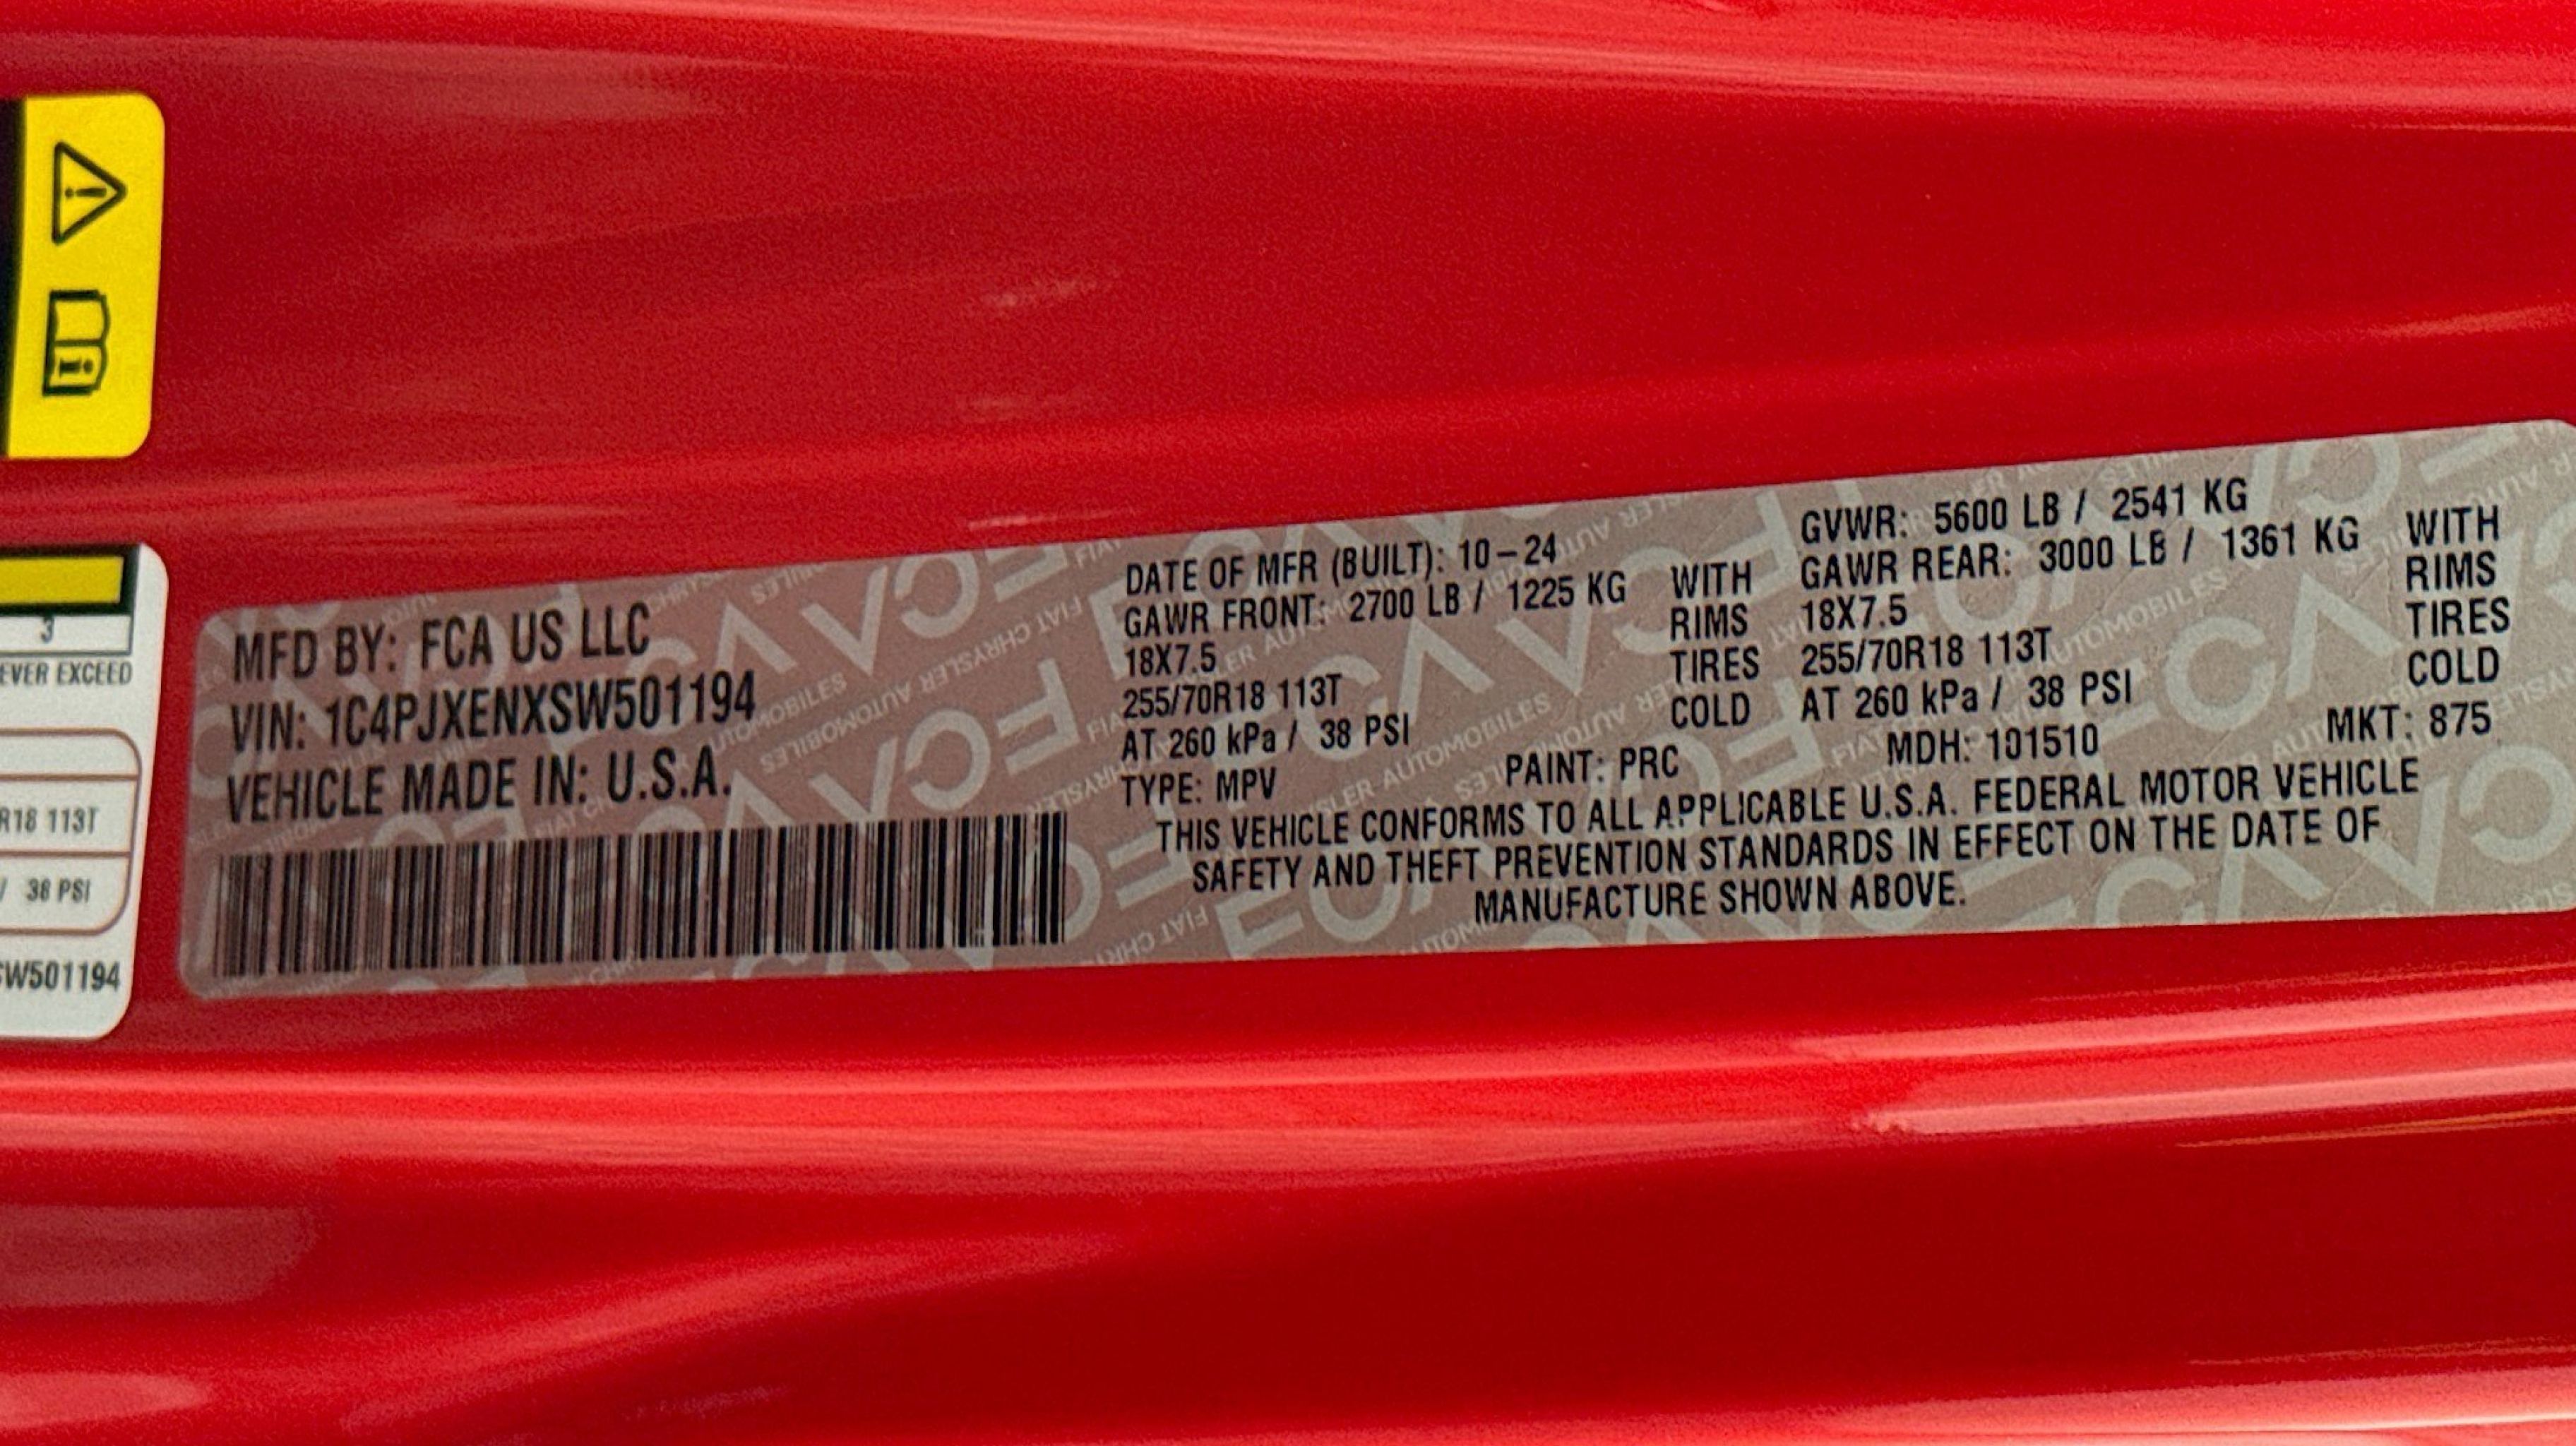 3
EVER EXCEED
R18 113T
/ 38 PSI
SW501194
MFD BY: FCA US LLC
VIN: 1C4PJXENXSW501194
VEHICLE MADE IN: U.S.A.
DATE OF MFR (BUILT): 10-24
GAWR FRONT: 2700 LB / 1225 KG WITH
18X7.5 RIMS
255/70R18 113T TIRES
AT 260 kPa / 38 PSI COLD
GVWR: 5600 LB / 2541 KG
GAWR REAR: 3000 LB / 1361 KG WITH
18X7.5 RIMS
255/70R18 113T TIRES
AT 260 kPa / 38 PSI COLD
TYPE: MPV PAINT: PRC MDH: 101510 MKT: 875
THIS VEHICLE CONFORMS TO ALL APPLICABLE U.S.A. FEDERAL MOTOR VEHICLE
SAFETY AND THEFT PREVENTION STANDARDS IN EFFECT ON THE DATE OF
MANUFACTURE SHOWN ABOVE.